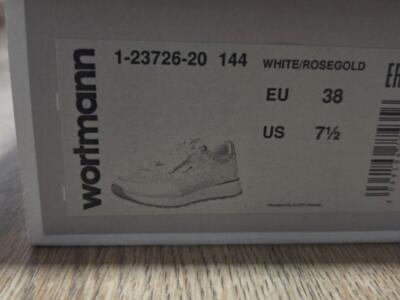 wortmann
1-23726-20 144 WHITE/ROSEGOLD
EU 38
US 7½